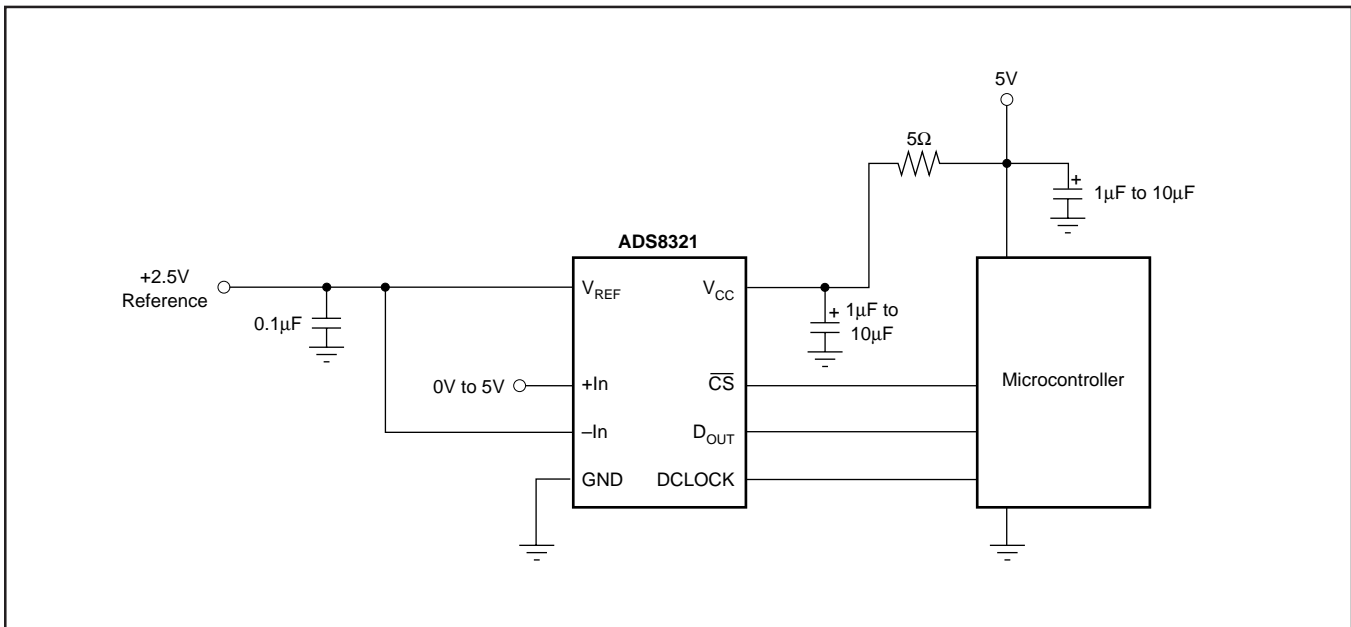 5V
5Ω
+
1μF to 10μF
ADS8321
+2.5V
Reference
0.1μF
V_REF
V_CC
+
1μF to
10μF
0V to 5V
+In
C̅S̅
Microcontroller
–In
D_OUT
GND
DCLOCK